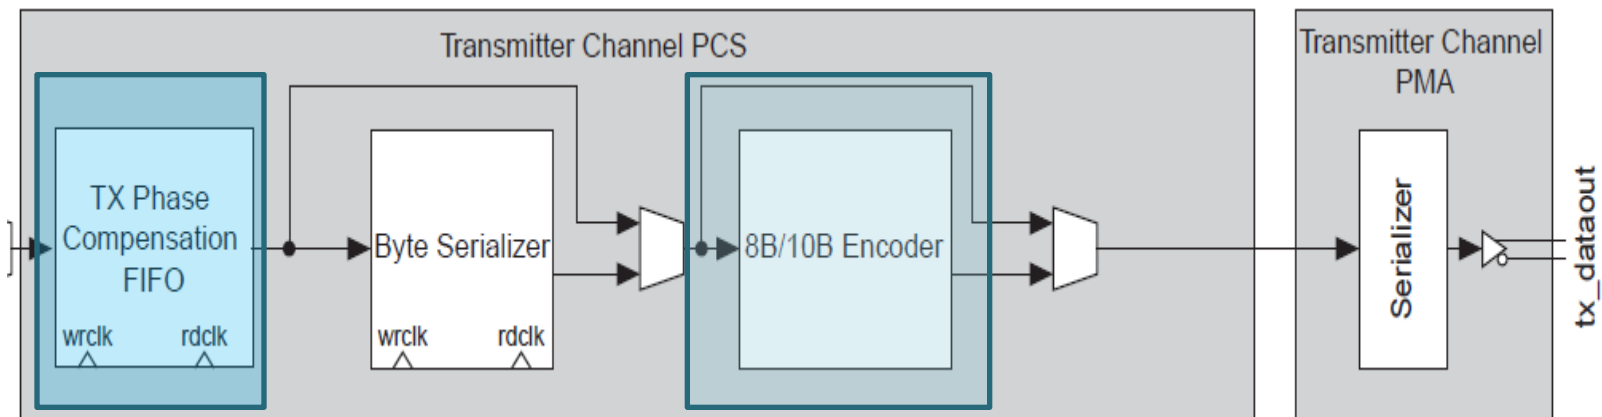 Transmitter Channel PCS
Transmitter Channel
PMA
TX Phase
Compensation
FIFO
wrclk
rdclk
Byte Serializer
wrclk
rdclk
8B/10B Encoder
Serializer
tx_dataout